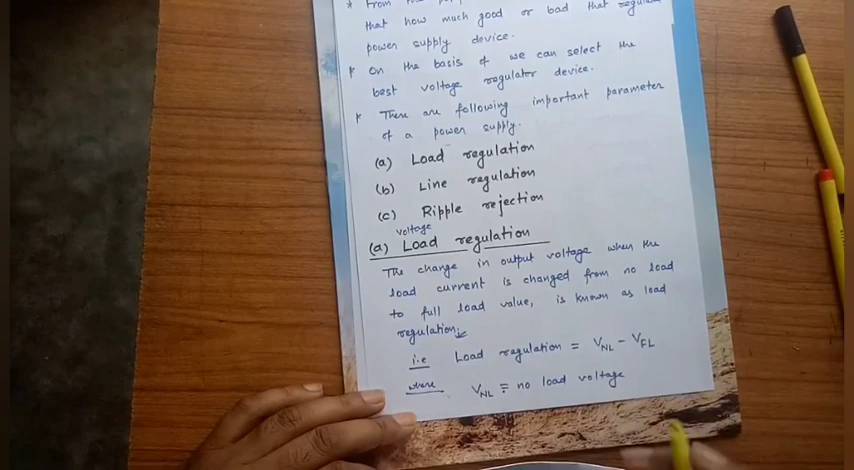 * From
that how much good or bad that
power supply device.
* On the basis of we can select the
best voltage regulator device.
* There are following important parameter
of a power supply.
(a) Load regulation
(b) Line regulation
(c) Ripple rejection
voltage
(a) Load regulation
The change in output voltage when the
load current is changed from no load
to full load value, is known as load
regulation.
i.e Load regulation = VNL - VFL
where VNL = no load voltage